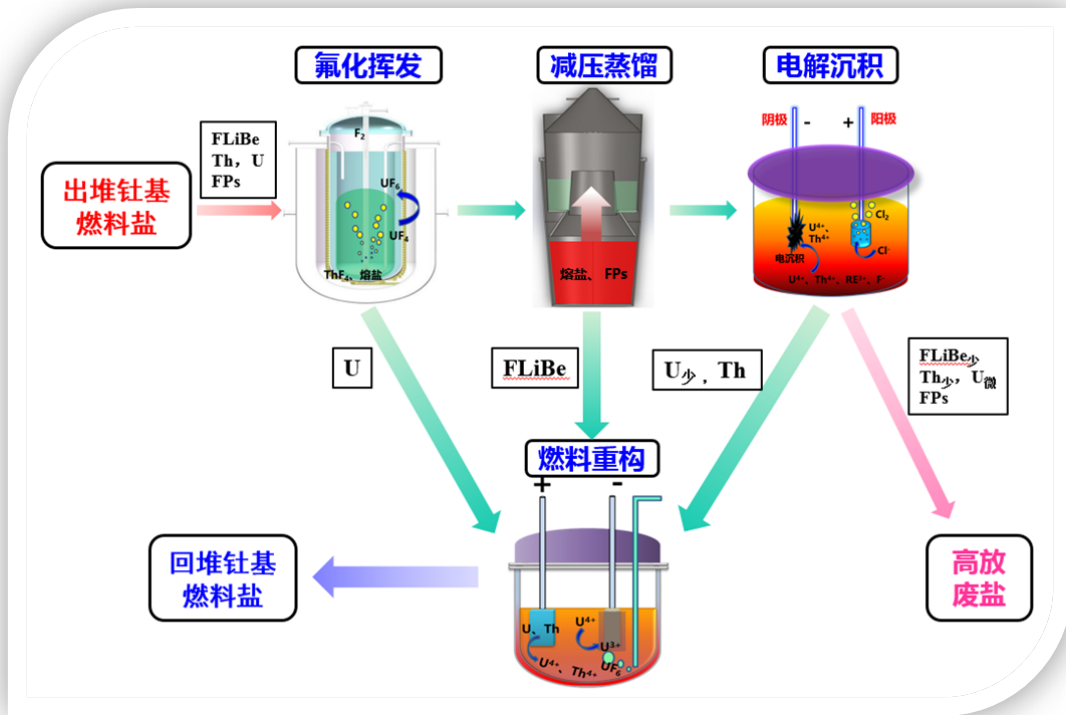 氟化挥发
减压蒸馏
电解沉积
阴极 - + 阳极
FLiBe
Th，U
FPs
出堆钍基
燃料盐
F₂
UF₆
UF₄
ThF₄、熔盐
熔盐、FPs
U⁴⁺、
Th⁴⁺
电沉积
Cl₂
Cl⁻
U⁴⁺、Th⁴⁺、RE³⁺、F⁻
U
FLiBe
U少，Th
FLiBe少
Th少，U微
FPs
燃料重构
+ -
回堆钍基
燃料盐
U、Th
U⁴⁺、Th⁴⁺
U⁴⁺
U³⁺
UF₆
高放
废盐